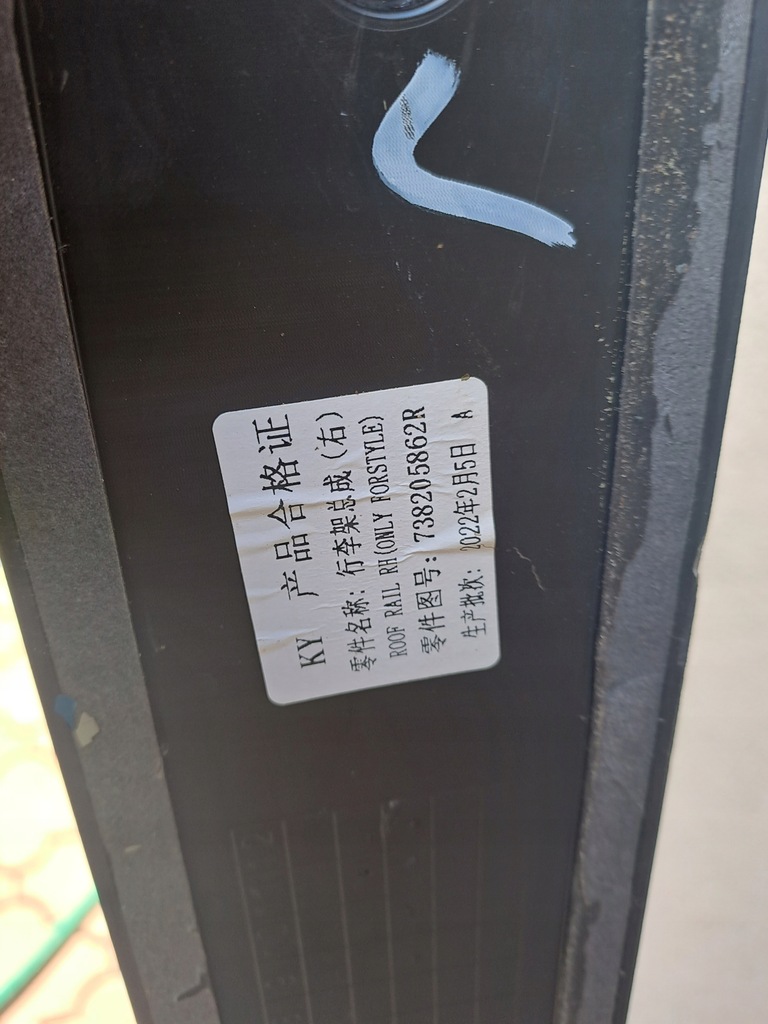 KY 产品合格证
零件名称: 行李架总成 (右)
ROOF RAIL RH(ONLY FORSTYLE)
零件图号: 738205862R
生产批次: 2022年2月5日 A